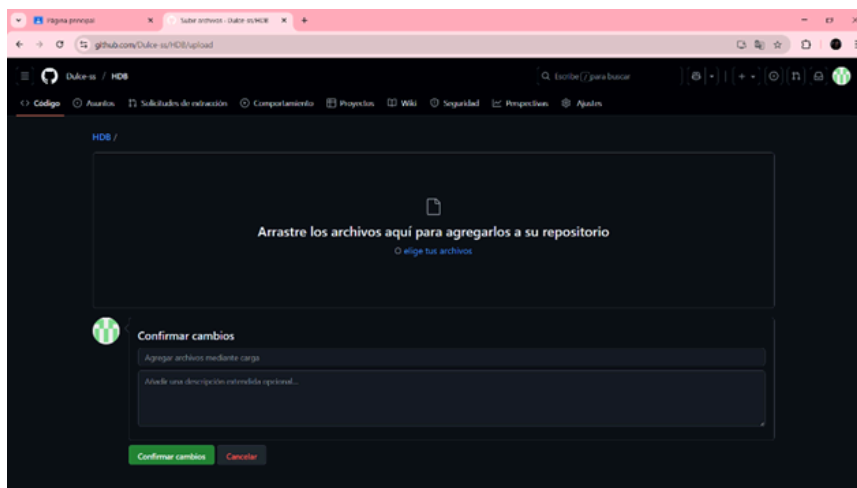 Página principal
Subir archivos · Dulce-ss/HDB
github.com/Dulce-ss/HDB/upload
Dulce-ss / HDB
Escribe / para buscar
Código Asuntos Solicitudes de extracción Comportamiento Proyectos Wiki Seguridad Perspectivas Ajustes
HDB /
Arrastre los archivos aquí para agregarlos a su repositorio
O elige tus archivos
Confirmar cambios
Agregar archivos mediante carga
Añadir una descripción extendida opcional...
Confirmar cambios Cancelar